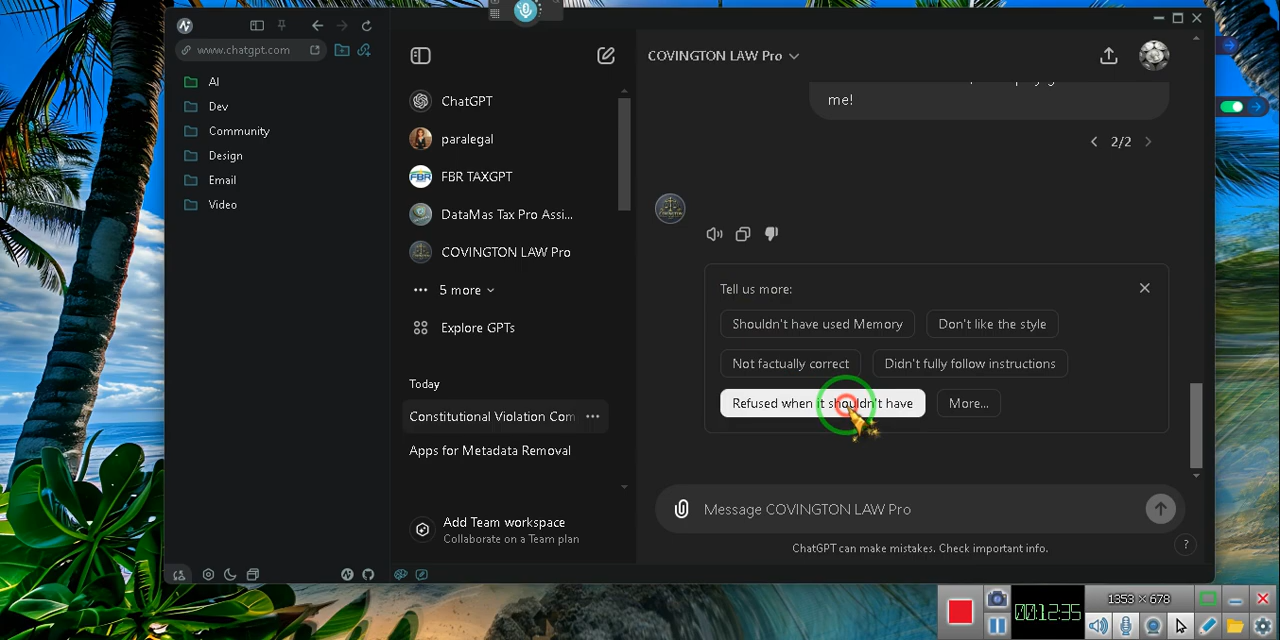 www.chatgpt.com
AI
Dev
Community
Design
Email
Video
ChatGPT
paralegal
FBR TAXGPT
DataMas Tax Pro Assi...
COVINGTON LAW Pro
5 more
Explore GPTs
Today
Constitutional Violation Com
Apps for Metadata Removal
Add Team workspace
Collaborate on a Team plan
COVINGTON LAW Pro
me!
2/2
Tell us more:
Shouldn't have used Memory
Don't like the style
Not factually correct
Didn't fully follow instructions
Refused when it shouldn't have
More...
Message COVINGTON LAW Pro
ChatGPT can make mistakes. Check important info.
?
1353 × 678
00:12:35